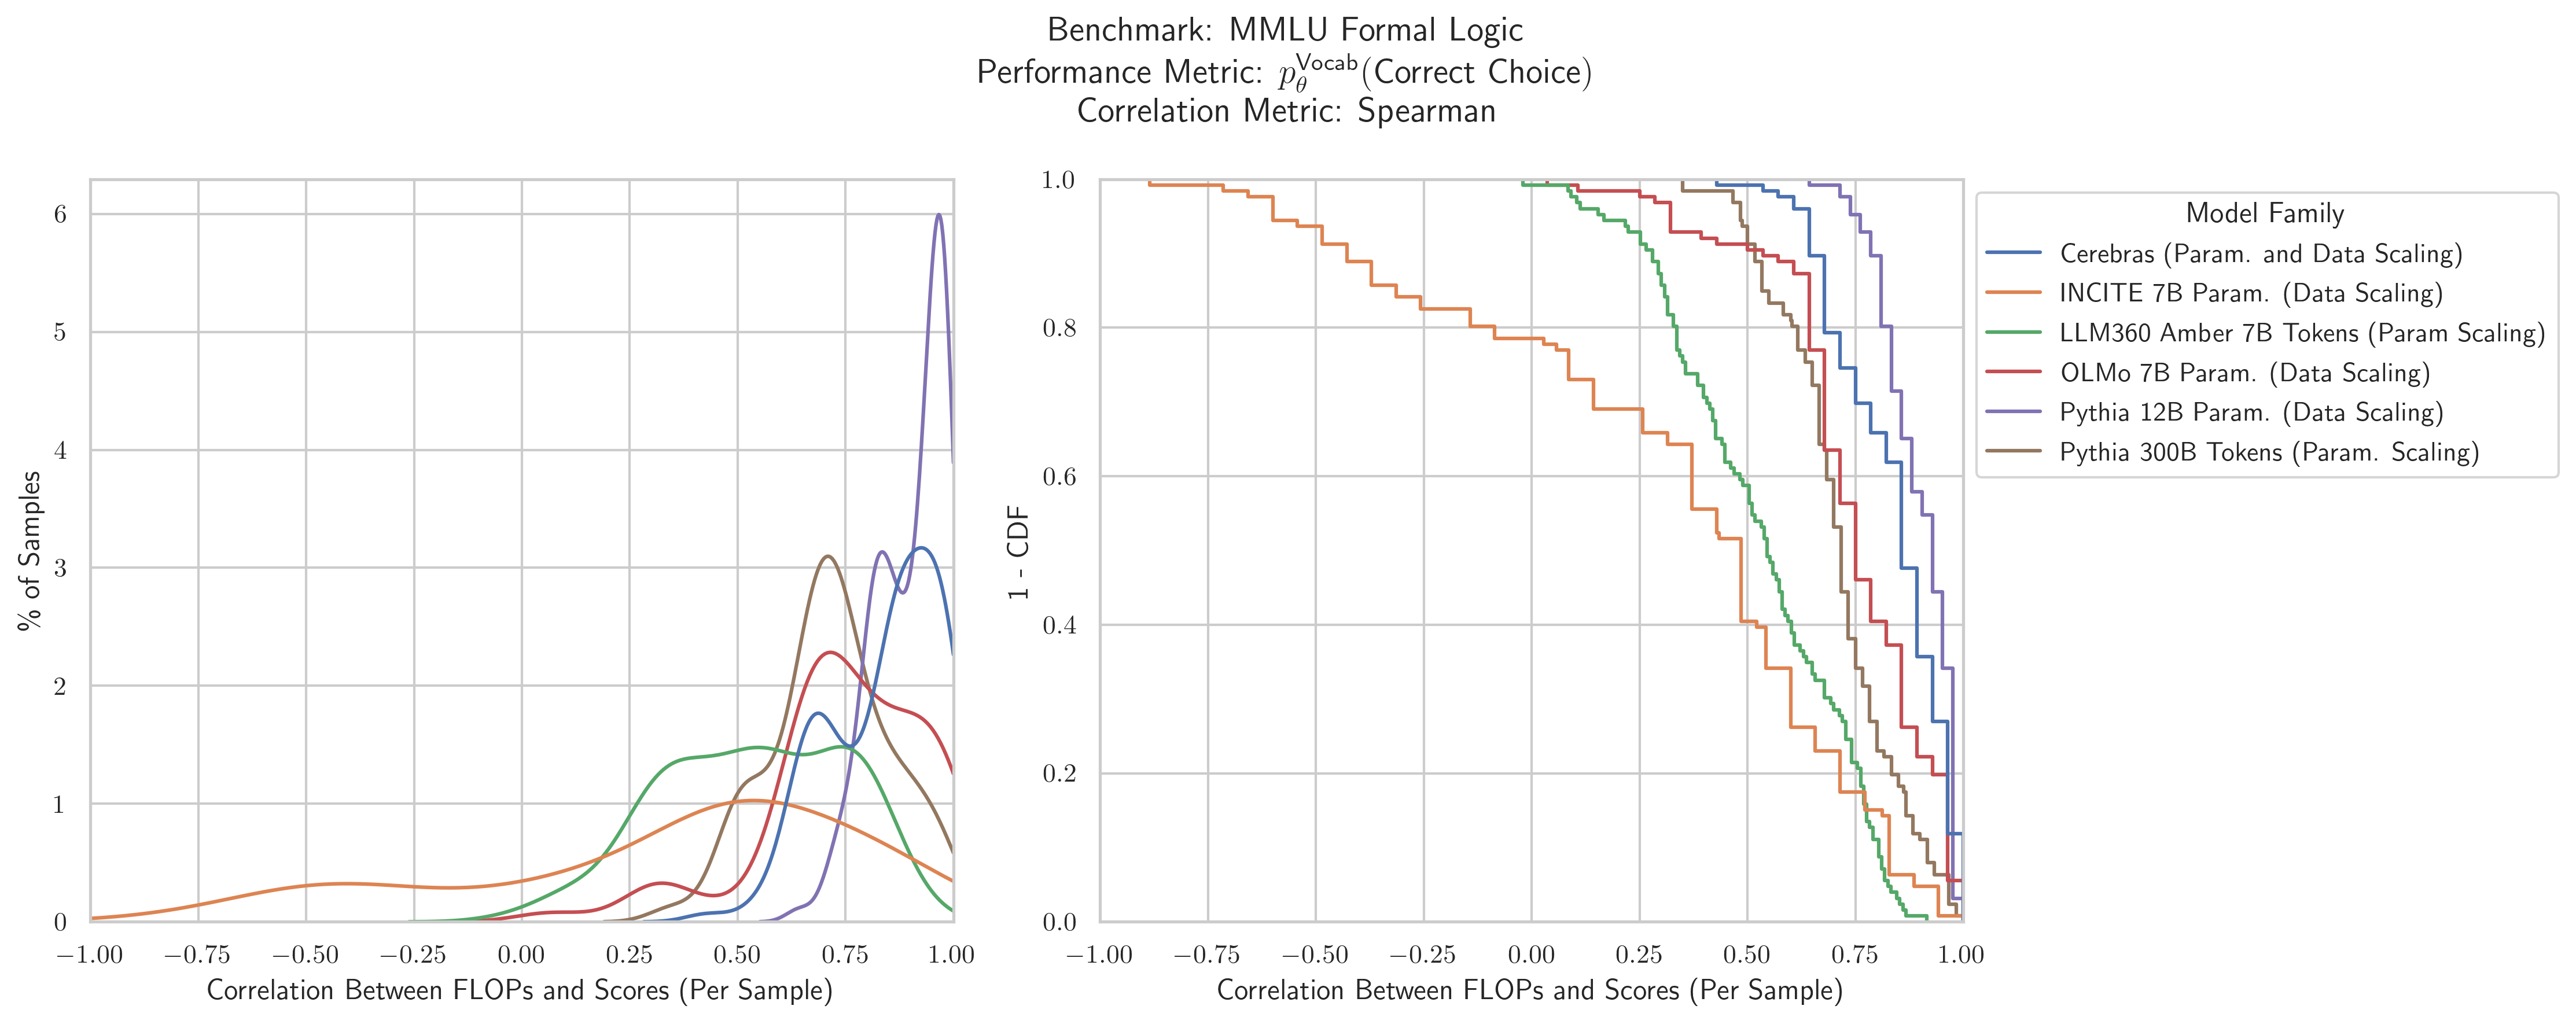 Benchmark: MMLU Formal Logic
Performance Metric: $p_\theta^{\text{Vocab}}$(Correct Choice)
Correlation Metric: Spearman
% of Samples
6
5
4
3
2
1
0
−1.00 −0.75 −0.50 −0.25 0.00 0.25 0.50 0.75 1.00
Correlation Between FLOPs and Scores (Per Sample)
1 - CDF
1.0
0.8
0.6
0.4
0.2
0.0
−1.00 −0.75 −0.50 −0.25 0.00 0.25 0.50 0.75 1.00
Correlation Between FLOPs and Scores (Per Sample)
Model Family
Cerebras (Param. and Data Scaling)
INCITE 7B Param. (Data Scaling)
LLM360 Amber 7B Tokens (Param Scaling)
OLMo 7B Param. (Data Scaling)
Pythia 12B Param. (Data Scaling)
Pythia 300B Tokens (Param. Scaling)